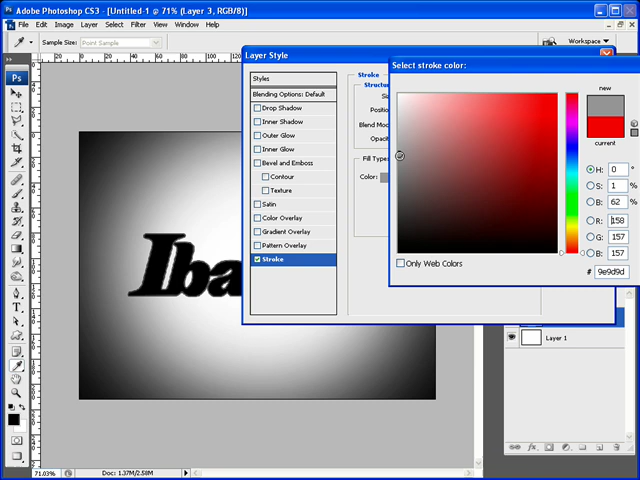 Adobe Photoshop CS3 - [Untitled-1 @ 71% (Layer 3, RGB/8)]
File Edit Image Layer Select Filter View Window Help
Sample Size: Point Sample
Workspace
Layer Style
Select stroke color:
Styles
Blending Options: Default
Drop Shadow
Inner Shadow
Outer Glow
Inner Glow
Bevel and Emboss
Contour
Texture
Satin
Color Overlay
Gradient Overlay
Pattern Overlay
Stroke
Stroke
Structu
Positio
Blend Mod
Opac
Fill Type:
Color:
new
current
H: 0 °
S: 1 %
B: 62 %
R: 158
G: 157
B: 157
# 9e9d9d
Only Web Colors
Iba
Layer 1
Ps
T
71.03%
Doc: 1.37M/2.58M